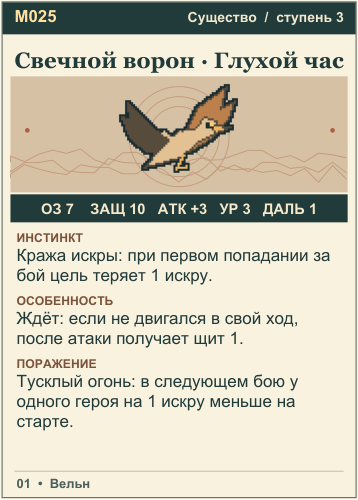 М025
Существо / ступень 3
Свечной ворон · Глухой час
ОЗ 7 ЗАЩ 10 АТК +3 УР 3 ДАЛЬ 1
ИНСТИНКТ
Кража искры: при первом попадании за
бой цель теряет 1 искру.
ОСОБЕННОСТЬ
Ждёт: если не двигался в свой ход,
после атаки получает щит 1.
ПОРАЖЕНИЕ
Тусклый огонь: в следующем бою у
одного героя на 1 искру меньше на
старте.
01 • Вельн